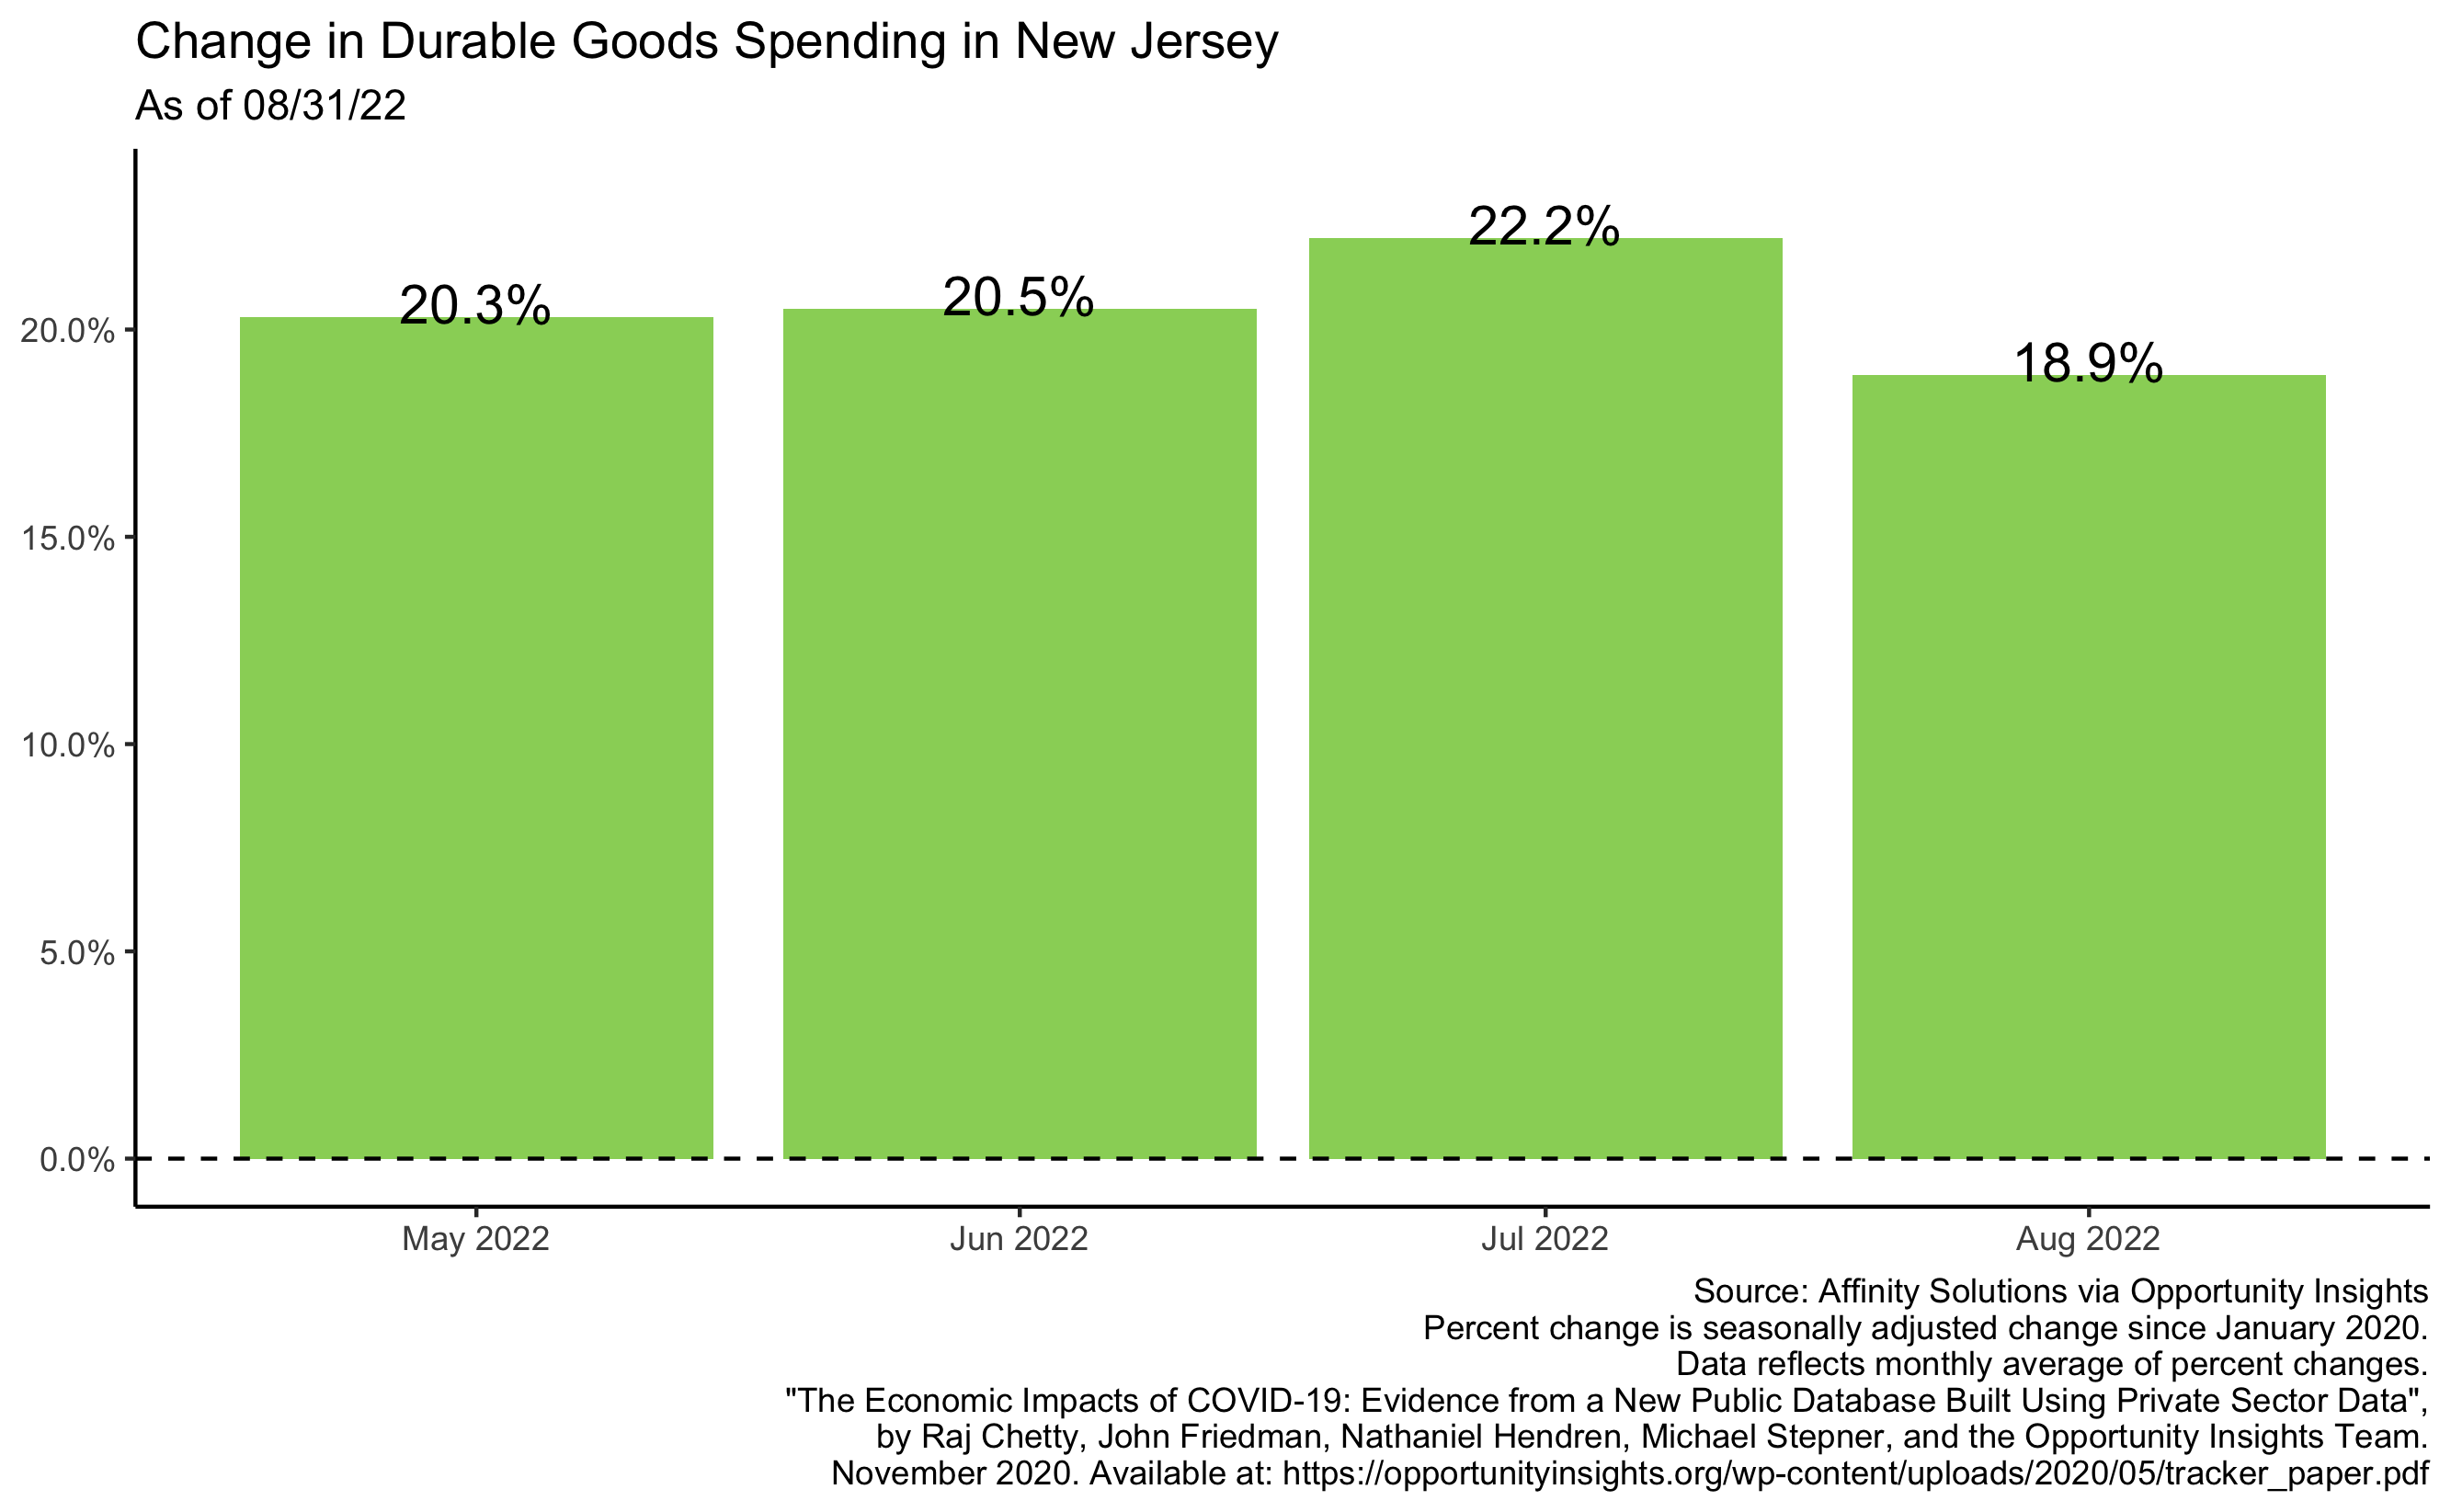 Change in Durable Goods Spending in New Jersey
As of 08/31/22
22.2%
20.3%
20.5%
18.9%
20.0%
15.0%
10.0%
5.0%
0.0%
May 2022
Jun 2022
Jul 2022
Aug 2022
Source: Affinity Solutions via Opportunity Insights
Percent change is seasonally adjusted change since January 2020.
Data reflects monthly average of percent changes.
"The Economic Impacts of COVID-19: Evidence from a New Public Database Built Using Private Sector Data",
by Raj Chetty, John Friedman, Nathaniel Hendren, Michael Stepner, and the Opportunity Insights Team.
November 2020. Available at: https://opportunityinsights.org/wp-content/uploads/2020/05/tracker_paper.pdf